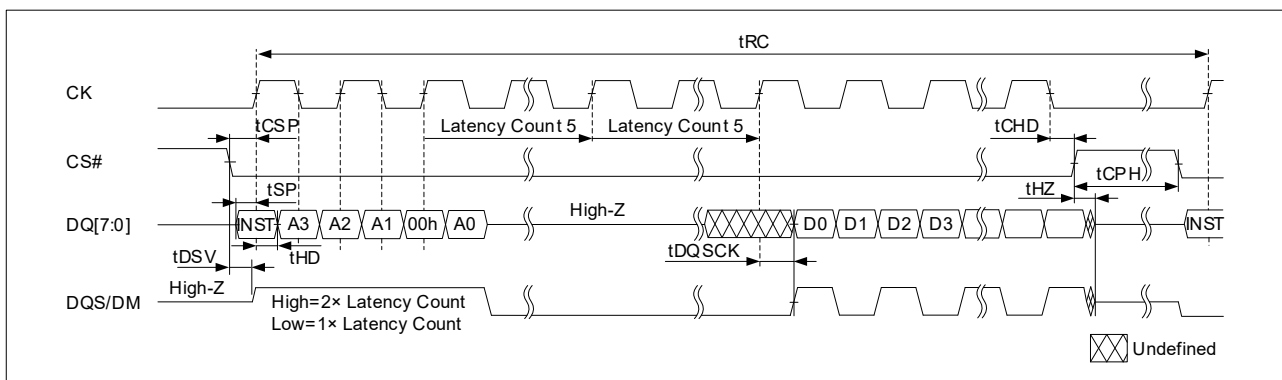 tRC
CK
tCSP
Latency Count 5
Latency Count 5
tCHD
CS#
tSP
tHZ
tCPH
DQ[7:0]
INST
A3
A2
A1
00h
A0
High-Z
D0
D1
D2
D3
INST
tDSV
tHD
tDQSCK
High-Z
DQS/DM
High=2× Latency Count
Low=1× Latency Count
Undefined